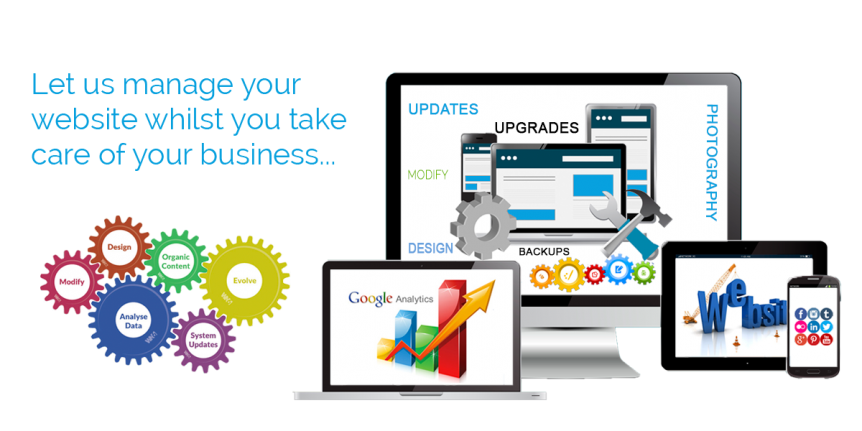 Let us manage your
website whilst you take
care of your business...
UPDATES
UPGRADES
PHOTOGRAPHY
MODIFY
DESIGN
BACKUPS
Design
Organic
Content
Modify
Evolve
Analyse
Data
System
Updates
Google Analytics
Websit